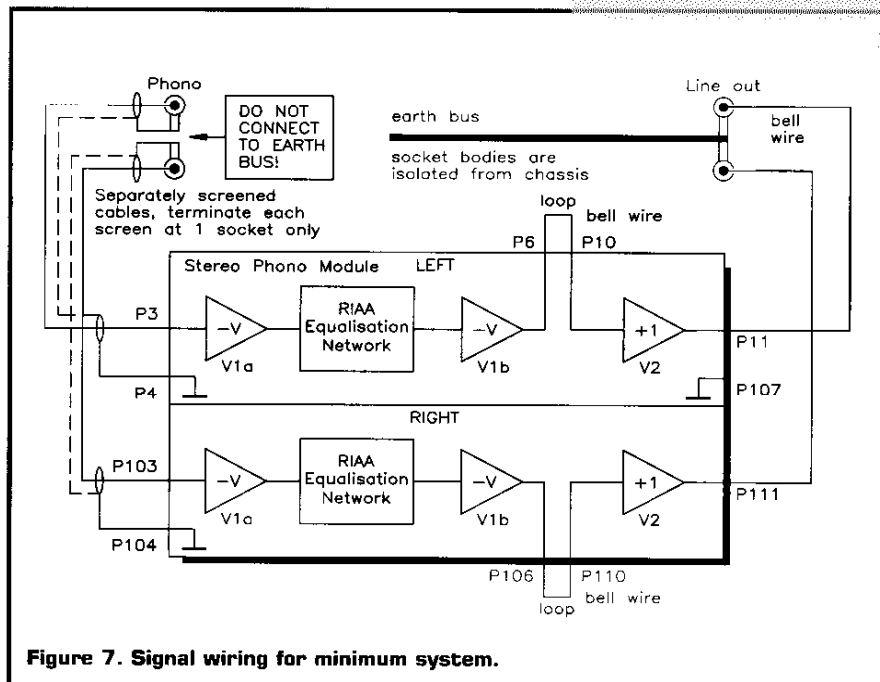 Phono
DO NOT
CONNECT
TO EARTH
BUS!
Separately screened
cables, terminate each
screen at 1 socket only
earth bus
socket bodies are
isolated from chassis
Line out
bell
wire
loop
bell wire
P6
P10
Stereo Phono Module
LEFT
P3
-V
V1a
RIAA
Equalisation
Network
-V
V1b
+1
V2
P11
P4
P107
RIGHT
P103
-V
V1a
RIAA
Equalisation
Network
-V
V1b
+1
V2
P111
P104
P106
P110
loop
bell wire
Figure 7. Signal wiring for minimum system.